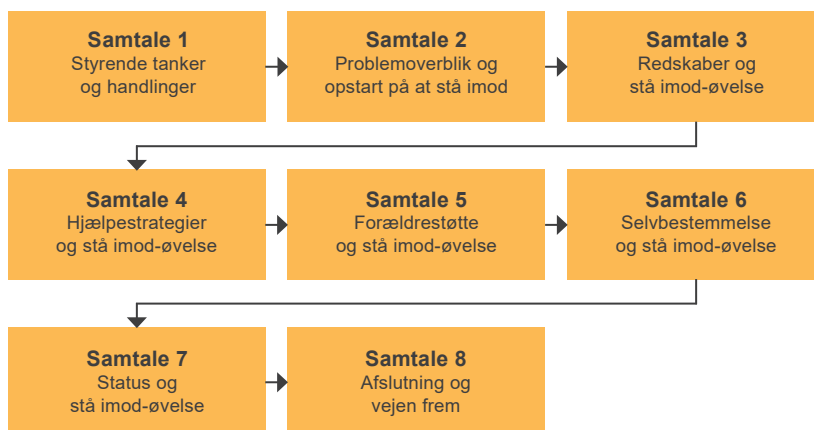 Samtale 1
Styrende tanker
og handlinger
Samtale 2
Problemoverblik og
opstart på at stå imod
Samtale 3
Redskaber og
stå imod-øvelse
Samtale 4
Hjælpestrategier
og stå imod-øvelse
Samtale 5
Forældrestøtte
og stå imod-øvelse
Samtale 6
Selvbestemmelse
og stå imod-øvelse
Samtale 7
Status og
stå imod-øvelse
Samtale 8
Afslutning og
vejen frem